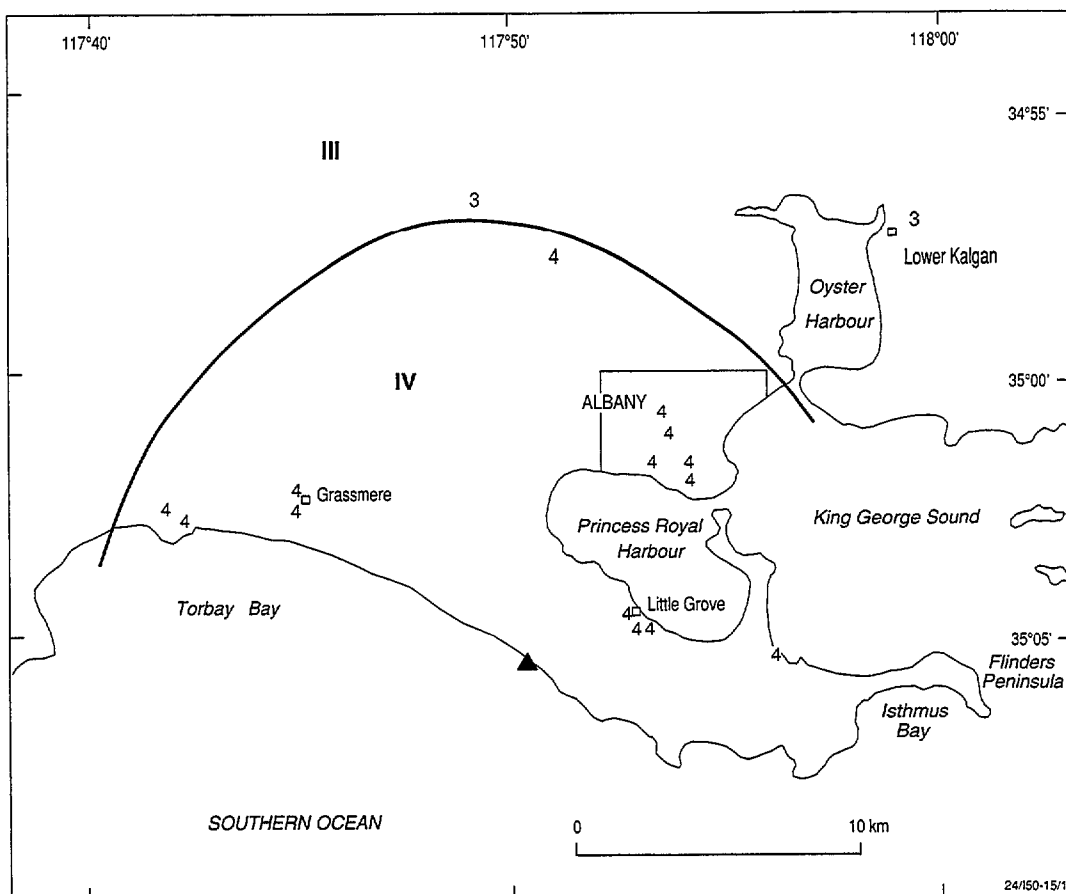 117°40'
117°50'
118°00'
34°55'
III
3
3
4
Lower Kalgan
Oyster
Harbour
IV
35°00'
ALBANY
4
4
4
4
4
4
Grassmere
4
4
4
Princess Royal
Harbour
King George Sound
Torbay Bay
Little Grove
4
4 4
4
35°05'
Flinders
Peninsula
Isthmus
Bay
SOUTHERN OCEAN
0
10 km
24/I50-15/1